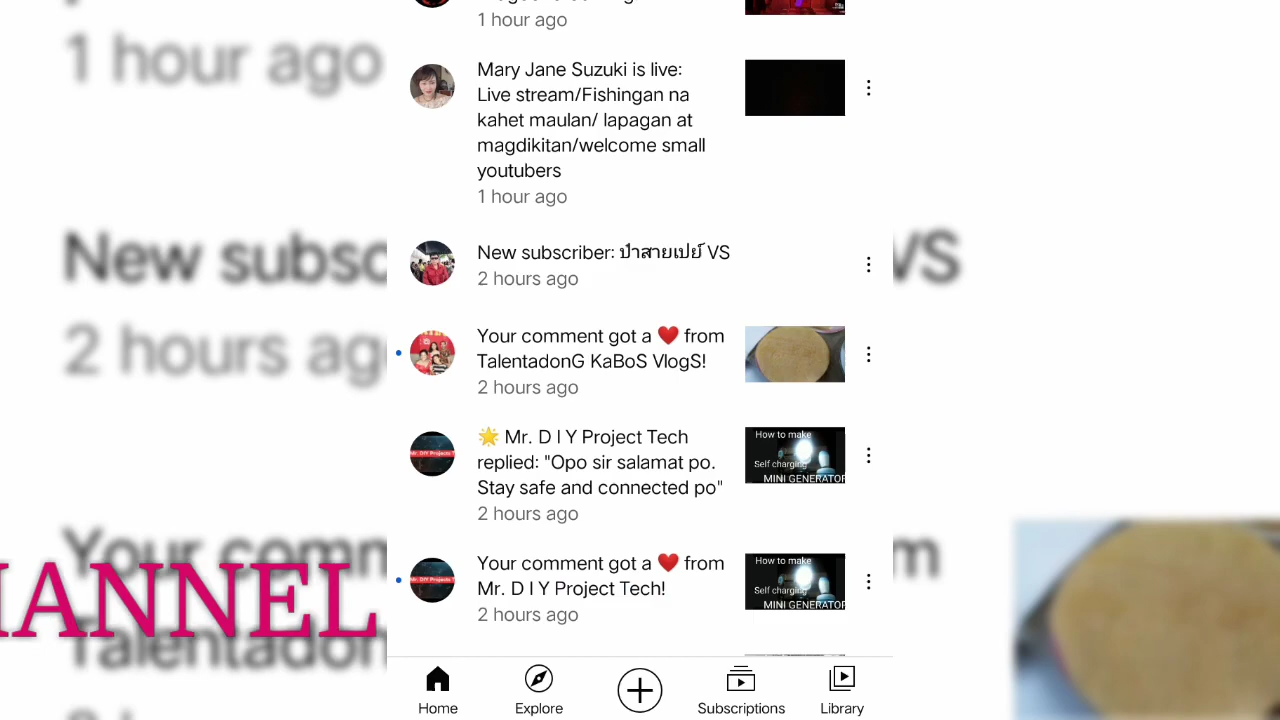 1 hour ago
Mary Jane Suzuki is live:
Live stream/Fishingan na
kahet maulan/ lapagan at
magdikitan/welcome small
youtubers
1 hour ago
New subscriber: ป๋าสายเปย์ VS
2 hours ago
Your comment got a ❤️ from
TalentadonG KaBoS VlogS!
2 hours ago
🌟 Mr. D I Y Project Tech
replied: "Opo sir salamat po.
Stay safe and connected po"
2 hours ago
How to make
Self charging
MINI GENERATOR
Your comment got a ❤️ from
Mr. D I Y Project Tech!
2 hours ago
How to make
Self charging
MINI GENERATOR
HANNEL
Home
Explore
Subscriptions
Library
1 hour ago
New subsc
VS
2 hours ag
Your comm
m
Talentadon